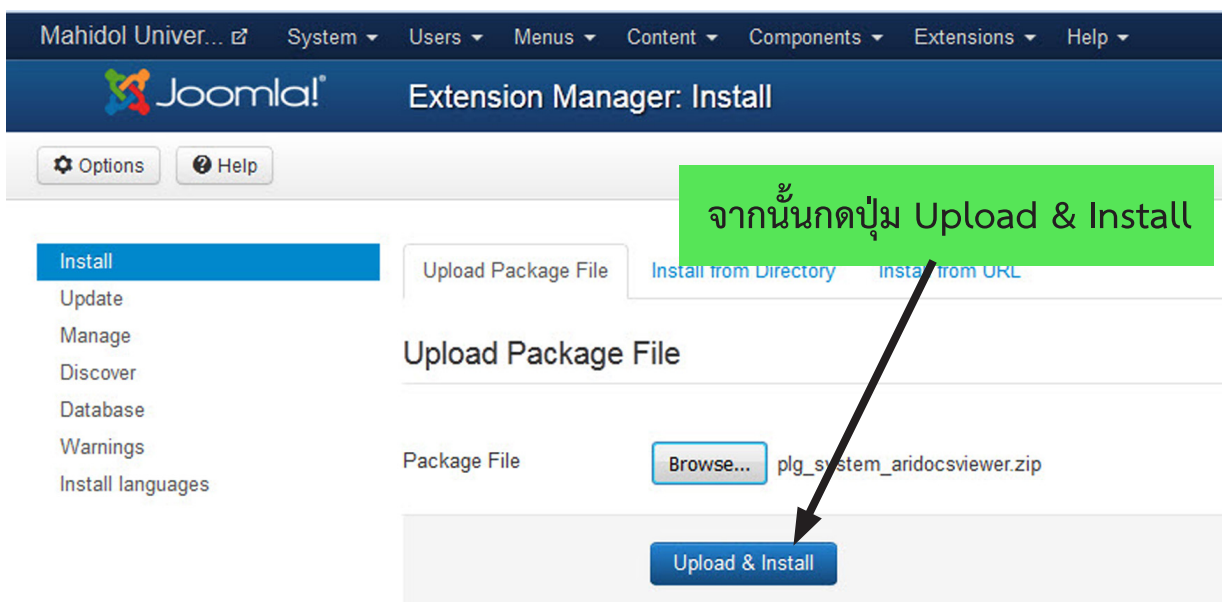 Mahidol Univer... System Users Menus Content Components Extensions Help
Joomla!® Extension Manager: Install
Options Help
จากนั้นกดปุ่ม Upload & Install
Install
Update
Manage
Discover
Database
Warnings
Install languages
Upload Package File Install from Directory Install from URL
Upload Package File
Package File Browse... plg_system_aridocsviewer.zip
Upload & Install